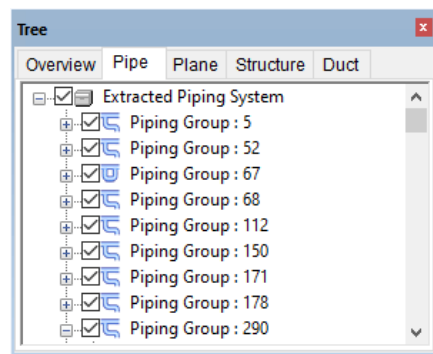 Tree
Overview Pipe Plane Structure Duct
Extracted Piping System
Piping Group : 5
Piping Group : 52
Piping Group : 67
Piping Group : 68
Piping Group : 112
Piping Group : 150
Piping Group : 171
Piping Group : 178
Piping Group : 290